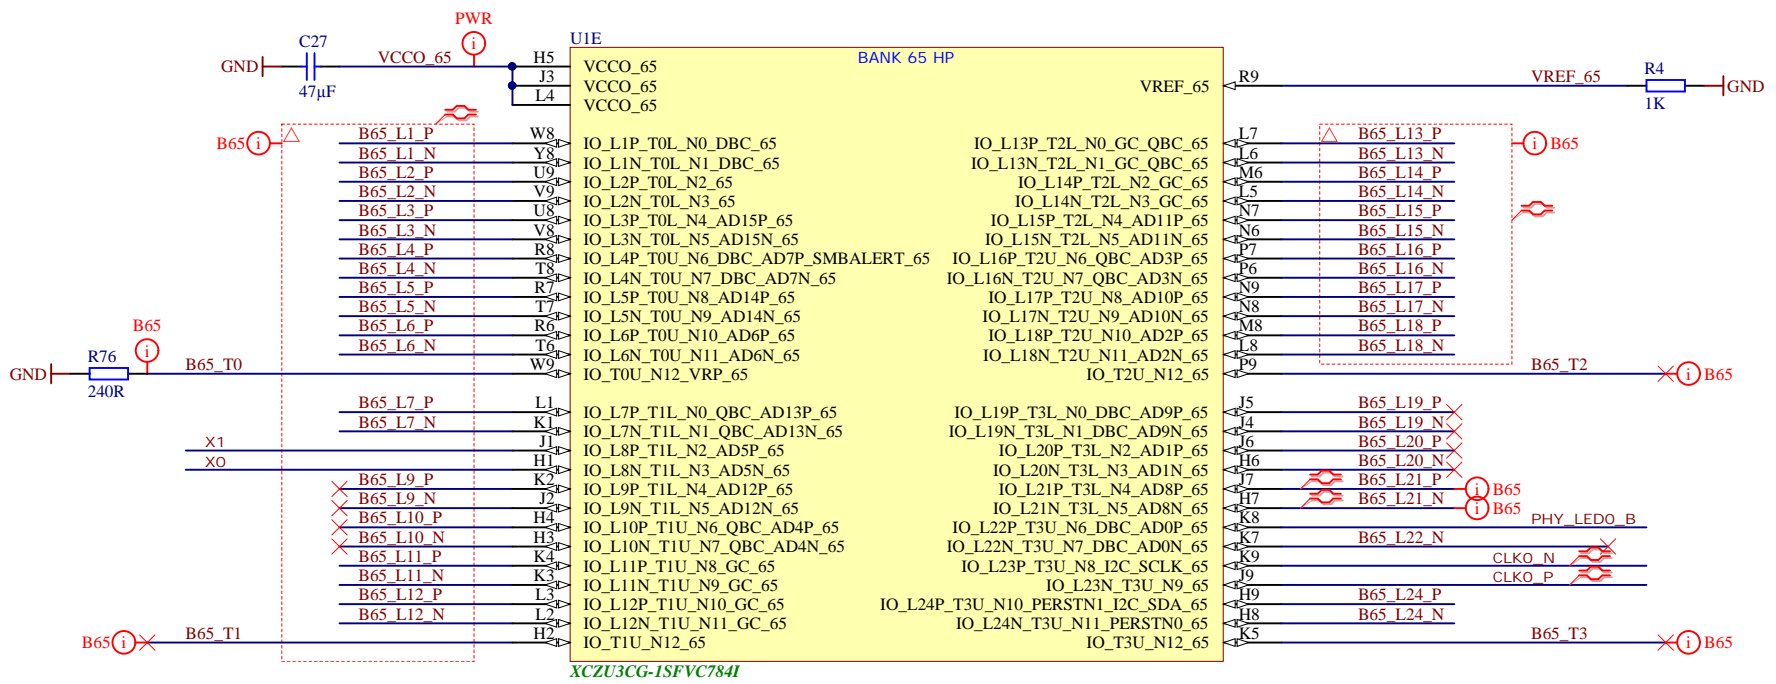 PWR
U1E
BANK 65 HP
C27
GND
47µF
VCCO_65
H5 VCCO_65
J3 VCCO_65
L4 VCCO_65
VREF_65 R9 VREF_65
R4
1K
GND
B65
B65_L1_P W8 IO_L1P_T0L_N0_DBC_65
B65_L1_N Y8 IO_L1N_T0L_N1_DBC_65
B65_L2_P U9 IO_L2P_T0L_N2_65
B65_L2_N V9 IO_L2N_T0L_N3_65
B65_L3_P U8 IO_L3P_T0L_N4_AD15P_65
B65_L3_N V8 IO_L3N_T0L_N5_AD15N_65
B65_L4_P R8 IO_L4P_T0U_N6_DBC_AD7P_SMBALERT_65
B65_L4_N T8 IO_L4N_T0U_N7_DBC_AD7N_65
B65_L5_P R7 IO_L5P_T0U_N8_AD14P_65
B65_L5_N T7 IO_L5N_T0U_N9_AD14N_65
B65_L6_P R6 IO_L6P_T0U_N10_AD6P_65
B65_L6_N T6 IO_L6N_T0U_N11_AD6N_65
GND
R76
240R
B65
B65_T0 W9 IO_T0U_N12_VRP_65
B65_L7_P L1 IO_L7P_T1L_N0_QBC_AD13P_65
B65_L7_N K1 IO_L7N_T1L_N1_QBC_AD13N_65
X1 J1 IO_L8P_T1L_N2_AD5P_65
X0 H1 IO_L8N_T1L_N3_AD5N_65
B65_L9_P K2 IO_L9P_T1L_N4_AD12P_65
B65_L9_N J2 IO_L9N_T1L_N5_AD12N_65
B65_L10_P H4 IO_L10P_T1U_N6_QBC_AD4P_65
B65_L10_N H3 IO_L10N_T1U_N7_QBC_AD4N_65
B65_L11_P K4 IO_L11P_T1U_N8_GC_65
B65_L11_N K3 IO_L11N_T1U_N9_GC_65
B65_L12_P L3 IO_L12P_T1U_N10_GC_65
B65_L12_N L2 IO_L12N_T1U_N11_GC_65
B65 B65_T1 H2 IO_T1U_N12_65
IO_L13P_T2L_N0_GC_QBC_65 L7 B65_L13_P B65
IO_L13N_T2L_N1_GC_QBC_65 L6 B65_L13_N
IO_L14P_T2L_N2_GC_65 M6 B65_L14_P
IO_L14N_T2L_N3_GC_65 L5 B65_L14_N
IO_L15P_T2L_N4_AD11P_65 N7 B65_L15_P
IO_L15N_T2L_N5_AD11N_65 N6 B65_L15_N
IO_L16P_T2U_N6_QBC_AD3P_65 P7 B65_L16_P
IO_L16N_T2U_N7_QBC_AD3N_65 P6 B65_L16_N
IO_L17P_T2U_N8_AD10P_65 N9 B65_L17_P
IO_L17N_T2U_N9_AD10N_65 N8 B65_L17_N
IO_L18P_T2U_N10_AD2P_65 M8 B65_L18_P
IO_L18N_T2U_N11_AD2N_65 L8 B65_L18_N
IO_T2U_N12_65 P9 B65_T2 B65
IO_L19P_T3L_N0_DBC_AD9P_65 J5 B65_L19_P
IO_L19N_T3L_N1_DBC_AD9N_65 J4 B65_L19_N
IO_L20P_T3L_N2_AD1P_65 J6 B65_L20_P
IO_L20N_T3L_N3_AD1N_65 H6 B65_L20_N
IO_L21P_T3L_N4_AD8P_65 J7 B65_L21_P B65
IO_L21N_T3L_N5_AD8N_65 H7 B65_L21_N B65
IO_L22P_T3U_N6_DBC_AD0P_65 K8 PHY_LED0_B
IO_L22N_T3U_N7_DBC_AD0N_65 K7 B65_L22_N
IO_L23P_T3U_N8_I2C_SCLK_65 K9 CLK0_N
IO_L23N_T3U_N9_65 J9 CLK0_P
IO_L24P_T3U_N10_PERSTN1_I2C_SDA_65 H9 B65_L24_P
IO_L24N_T3U_N11_PERSTN0_65 H8 B65_L24_N
IO_T3U_N12_65 K5 B65_T3 B65
XCZU3CG-1SFVC784I